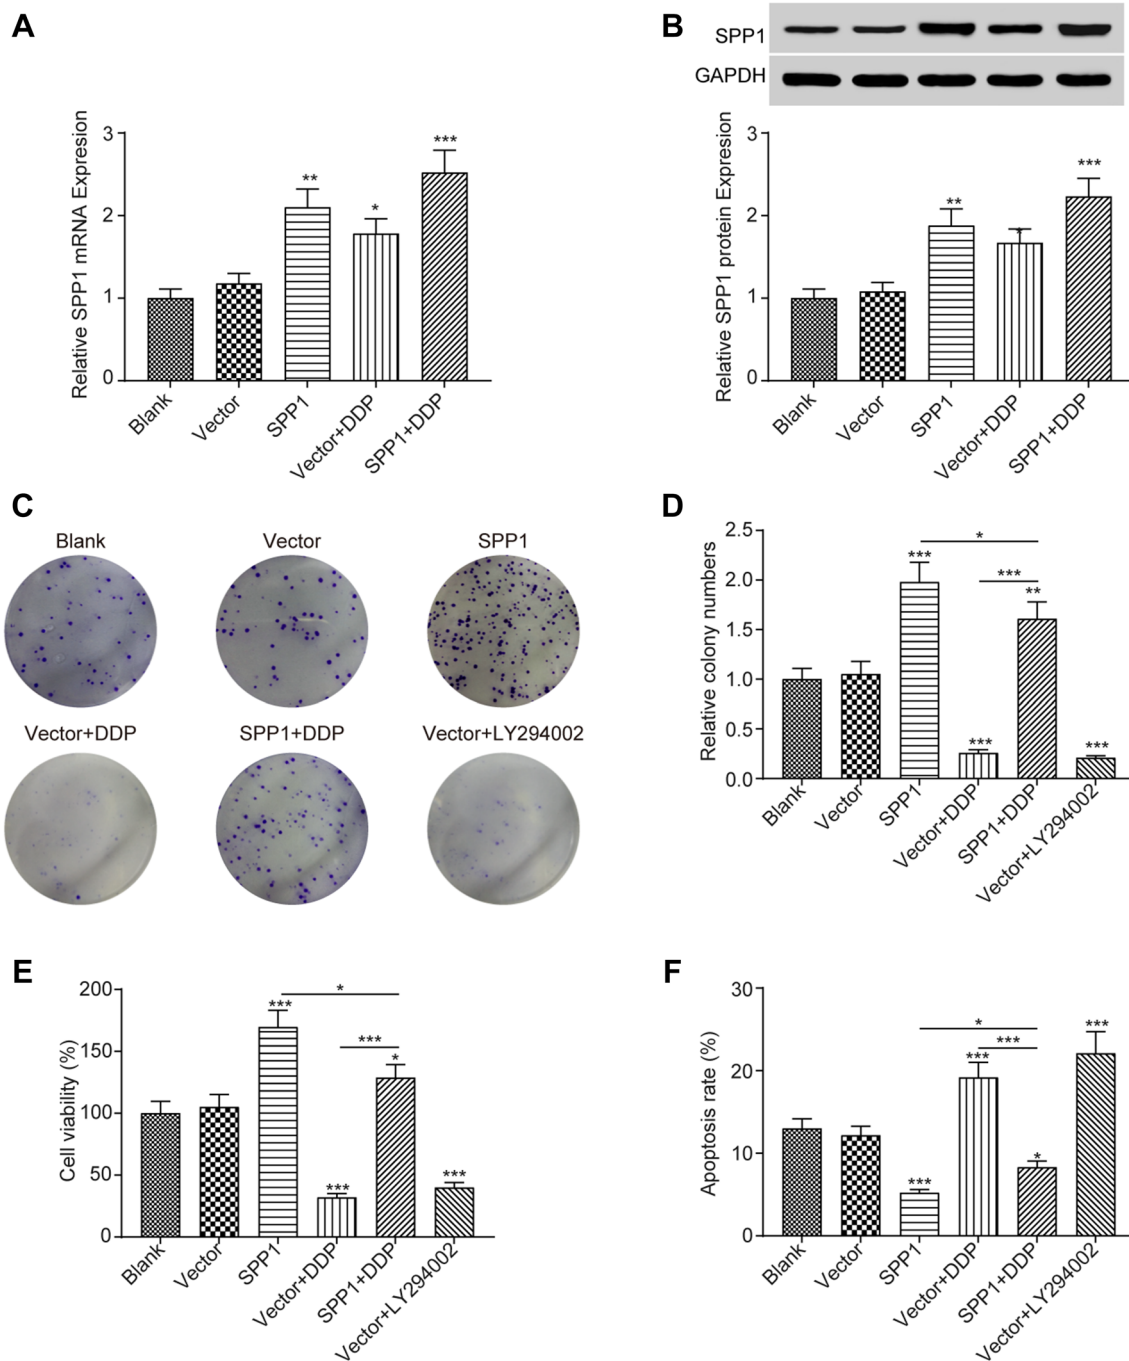 A
Relative SPP1 mRNA Expresion
3
2
1
0
**
*
***
Blank
Vector
SPP1
Vector+DDP
SPP1+DDP
B
SPP1
GAPDH
Relative SPP1 protein Expresion
3
2
1
0
**
*
***
Blank
Vector
SPP1
Vector+DDP
SPP1+DDP
C
Blank
Vector
SPP1
Vector+DDP
SPP1+DDP
Vector+LY294002
D
Relative colony numbers
2.5
2.0
1.5
1.0
0.5
0.0
*
***
***
**
***
***
Blank
Vector
SPP1
Vector+DDP
SPP1+DDP
Vector+LY294002
E
Cell viability (%)
200
150
100
50
0
*
***
***
*
***
***
Blank
Vector
SPP1
Vector+DDP
SPP1+DDP
Vector+LY294002
F
Apoptosis rate (%)
30
20
10
0
*
***
***
***
*
***
Blank
Vector
SPP1
Vector+DDP
SPP1+DDP
Vector+LY294002